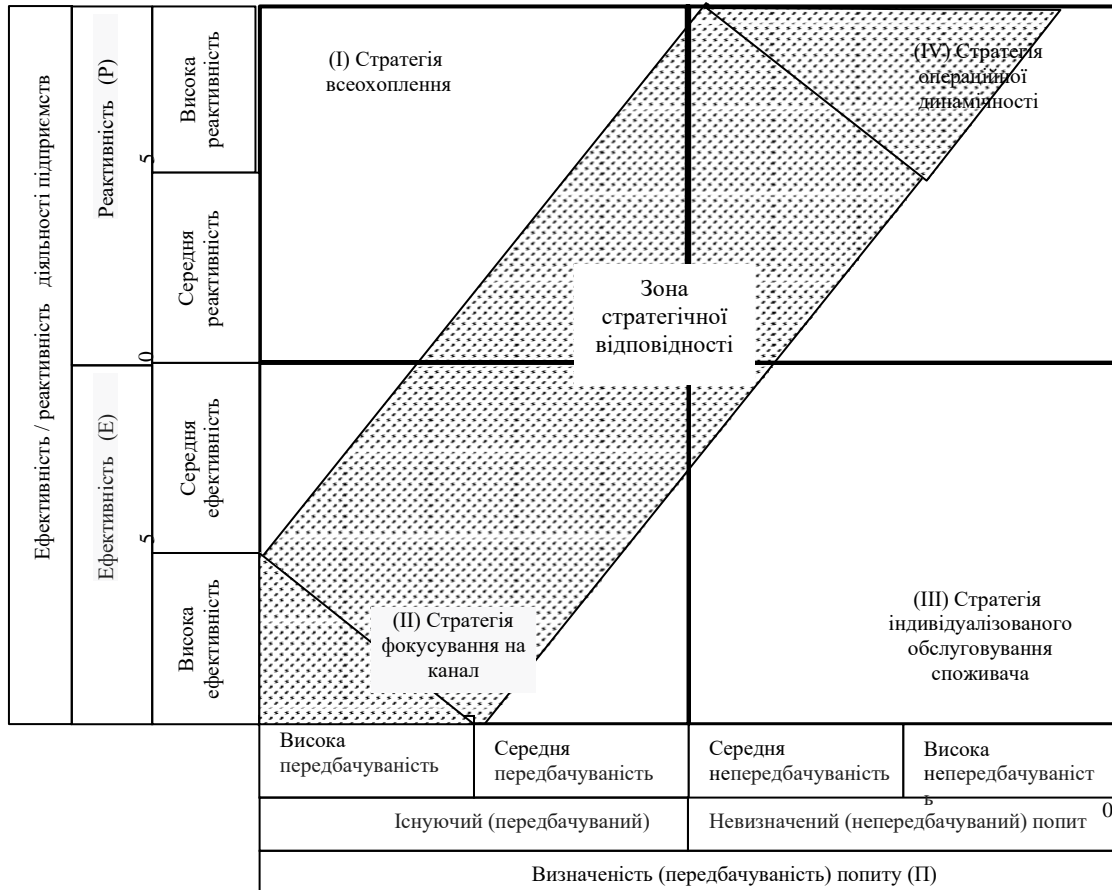 Ефективність / реактивність діяльності підприємств
Реактивність (Р)
Ефективність (Е)
5
0
5
Висока
реактивність
Середня
реактивність
Середня
ефективність
Висока
ефективність
(І) Стратегія
всеохоплення
(IV) Стратегія
операційної
динамічності
Зона
стратегічної
відповідності
(ІІ) Стратегія
фокусування на
канал
(ІІІ) Стратегія
індивідуалізованого
обслуговування
споживача
Висока
передбачуваність
Середня
передбачуваність
Середня
непередбачуваність
Висока
непередбачуваніст
ь
0
Існуючий (передбачуваний)
Невизначений (непередбачуваний) попит
Визначеність (передбачуваність) попиту (П)